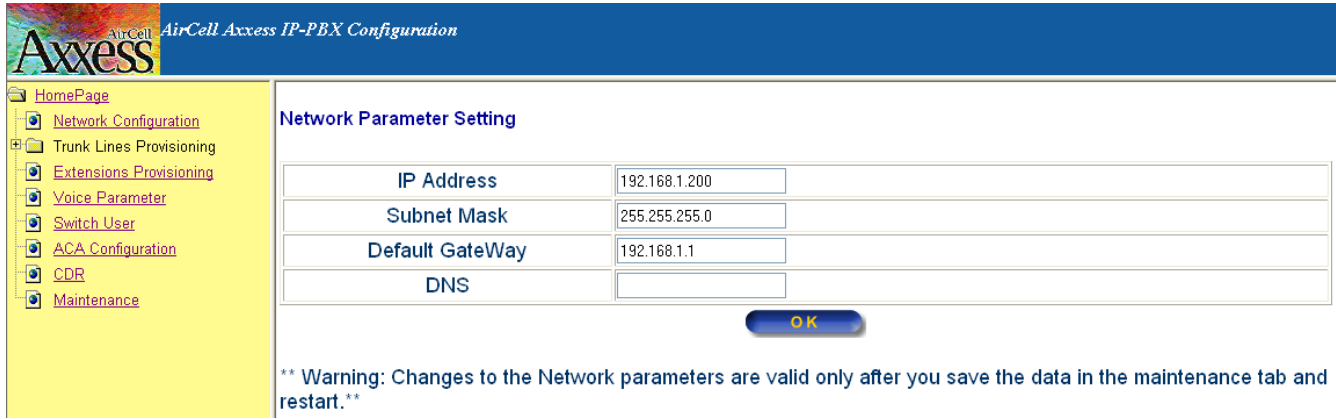 AirCell
Axxess
AirCell Axxess IP-PBX Configuration
HomePage
Network Configuration
Trunk Lines Provisioning
Extensions Provisioning
Voice Parameter
Switch User
ACA Configuration
CDR
Maintenance
Network Parameter Setting
IP Address 192.168.1.200
Subnet Mask 255.255.255.0
Default GateWay 192.168.1.1
DNS
OK
** Warning: Changes to the Network parameters are valid only after you save the data in the maintenance tab and
restart.**